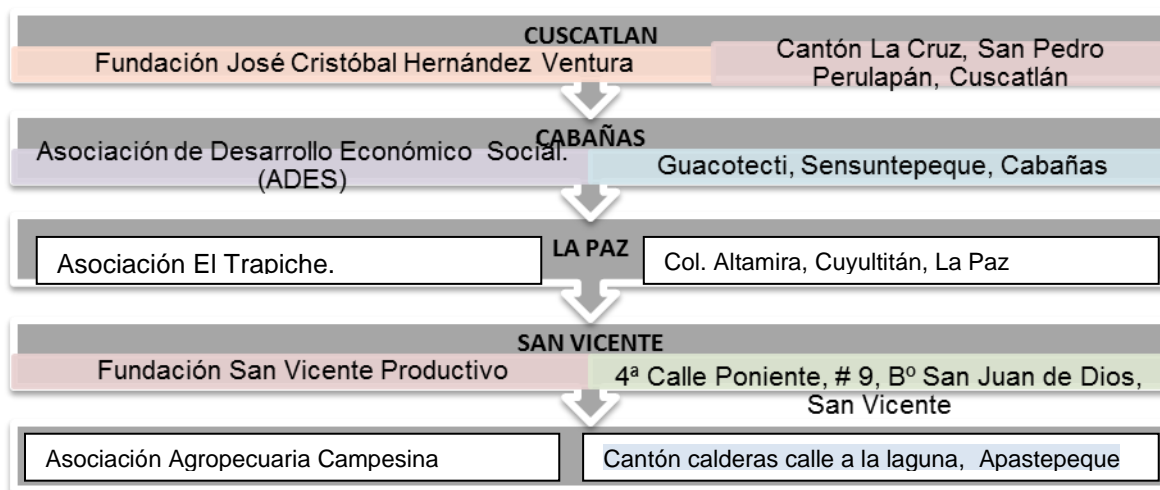 CUSCATLAN
Fundación José Cristóbal Hernández Ventura
Cantón La Cruz, San Pedro
Perulapán, Cuscatlán
CABAÑAS
Asociación de Desarrollo Económico Social.
(ADES)
Guacotecti, Sensuntepeque, Cabañas
LA PAZ
Asociación El Trapiche.
Col. Altamira, Cuyultitán, La Paz
SAN VICENTE
Fundación San Vicente Productivo
4ª Calle Poniente, # 9, Bº San Juan de Dios,
San Vicente
Asociación Agropecuaria Campesina
Cantón calderas calle a la laguna, Apastepeque